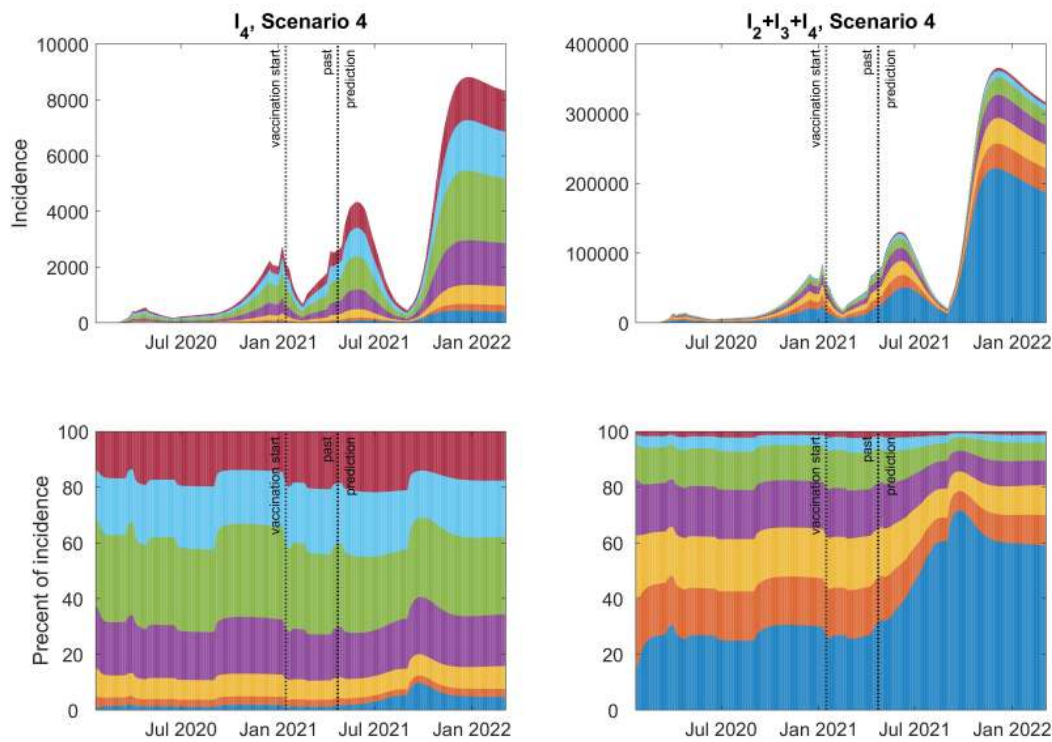 I₄, Scenario 4
10000
8000
6000
4000
2000
0
Incidence
vaccination start
past
prediction
Jul 2020 Jan 2021 Jul 2021 Jan 2022
I₂+I₃+I₄, Scenario 4
400000
300000
200000
100000
0
vaccination start
past
prediction
Jul 2020 Jan 2021 Jul 2021 Jan 2022
100
80
60
40
20
0
Precent of incidence
vaccination start
past
prediction
Jul 2020 Jan 2021 Jul 2021 Jan 2022
100
80
60
40
20
0
vaccination start
past
prediction
Jul 2020 Jan 2021 Jul 2021 Jan 2022